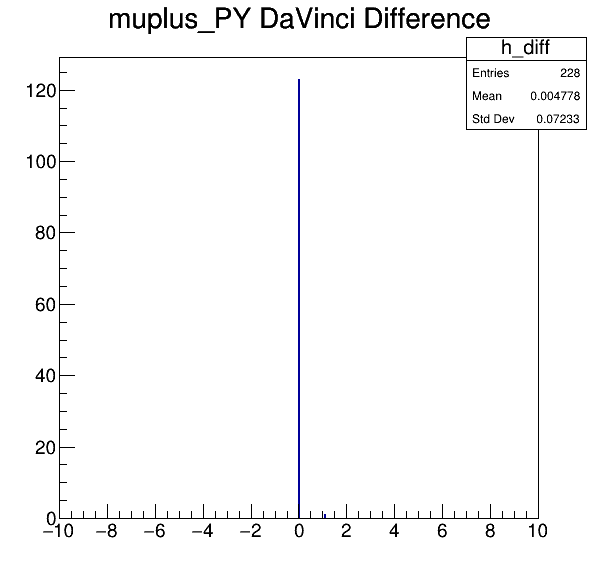 muplus_PY DaVinci Difference
h_diff
Entries 228
Mean 0.004778
Std Dev 0.07233
120
100
80
60
40
20
0
−10 −8 −6 −4 −2 0 2 4 6 8 10